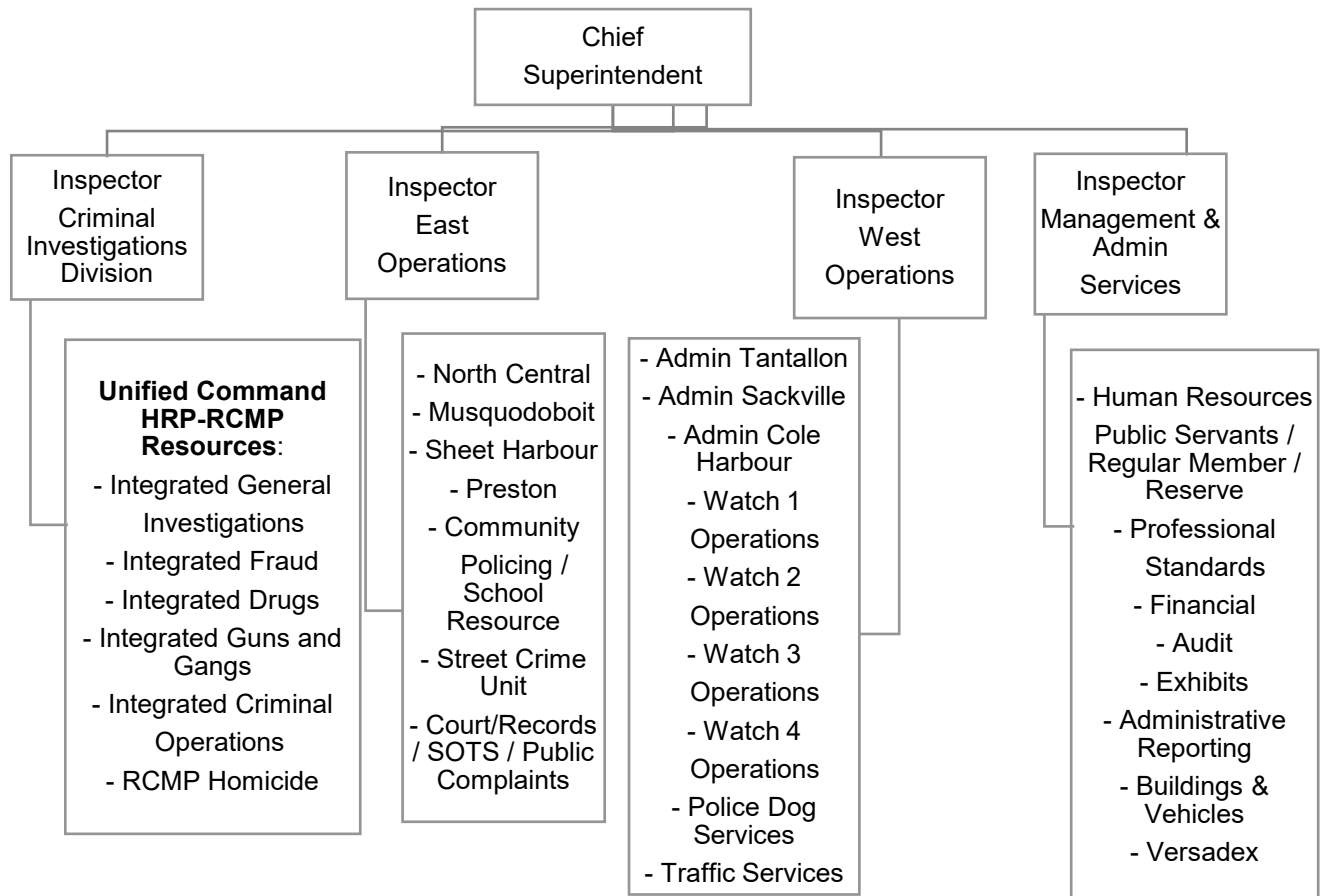 Chief
Superintendent
Inspector
Criminal
Investigations
Division
Inspector
East
Operations
Inspector
West
Operations
Inspector
Management &
Admin
Services
Unified Command
HRP-RCMP
Resources:
- Integrated General
Investigations
- Integrated Fraud
- Integrated Drugs
- Integrated Guns and
Gangs
- Integrated Criminal
Operations
- RCMP Homicide
- North Central
- Musquodoboit
- Sheet Harbour
- Preston
- Community
Policing /
School
Resource
- Street Crime
Unit
- Court/Records
/ SOTS / Public
Complaints
- Admin Tantallon
- Admin Sackville
- Admin Cole
Harbour
- Watch 1
Operations
- Watch 2
Operations
- Watch 3
Operations
- Watch 4
Operations
- Police Dog
Services
- Traffic Services
- Human Resources
Public Servants /
Regular Member /
Reserve
- Professional
Standards
- Financial
- Audit
- Exhibits
- Administrative
Reporting
- Buildings &
Vehicles
- Versadex